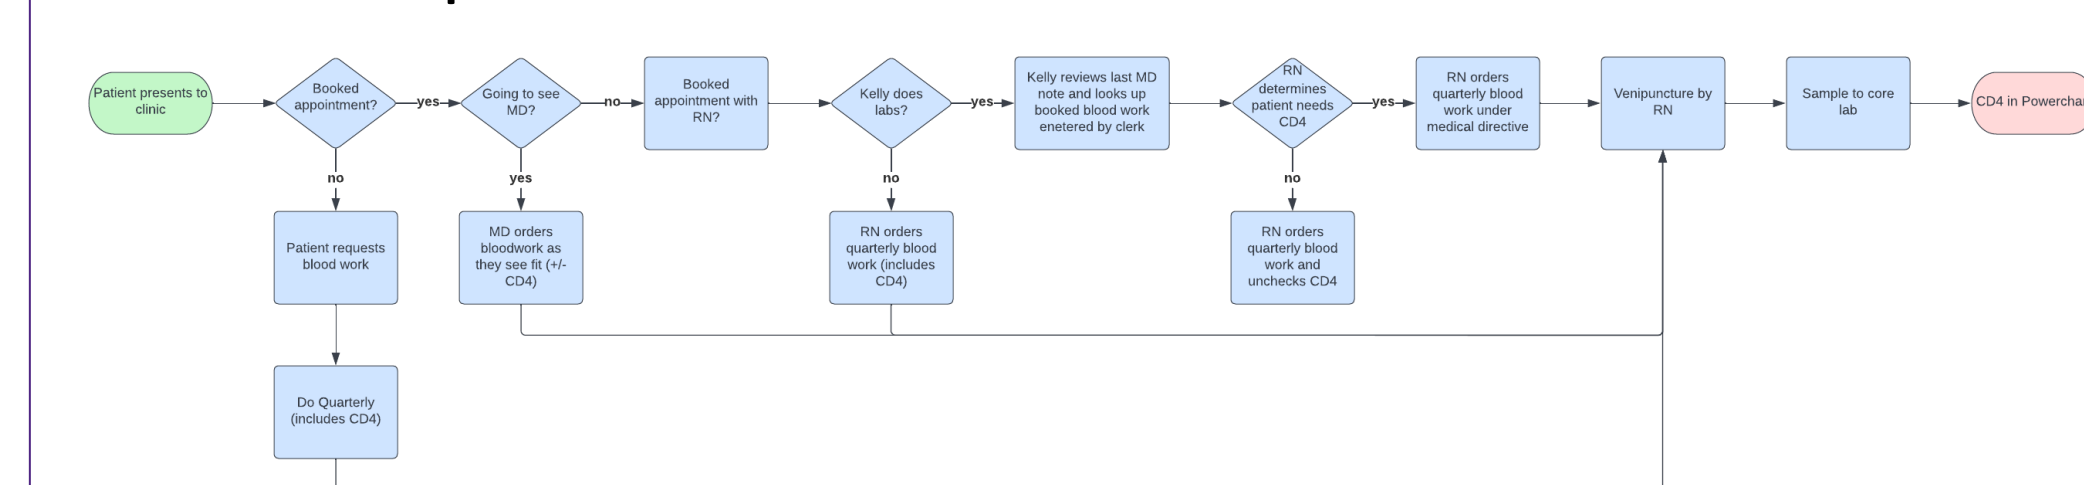 Patient presents to
clinic
Booked
appointment?
yes
Going to see
MD?
no
Booked
appointment with
RN?
Kelly does
labs?
yes
Kelly reviews last MD
note and looks up
booked blood work
enetered by clerk
RN
determines
patient needs
CD4
yes
RN orders
quarterly blood
work under
medical directive
Venipuncture by
RN
Sample to core
lab
CD4 in Powerchar
no
yes
no
no
Patient requests
blood work
MD orders
bloodwork as
they see fit (+/-
CD4)
RN orders
quarterly blood
work (includes
CD4)
RN orders
quarterly blood
work and
unchecks CD4
Do Quarterly
(includes CD4)